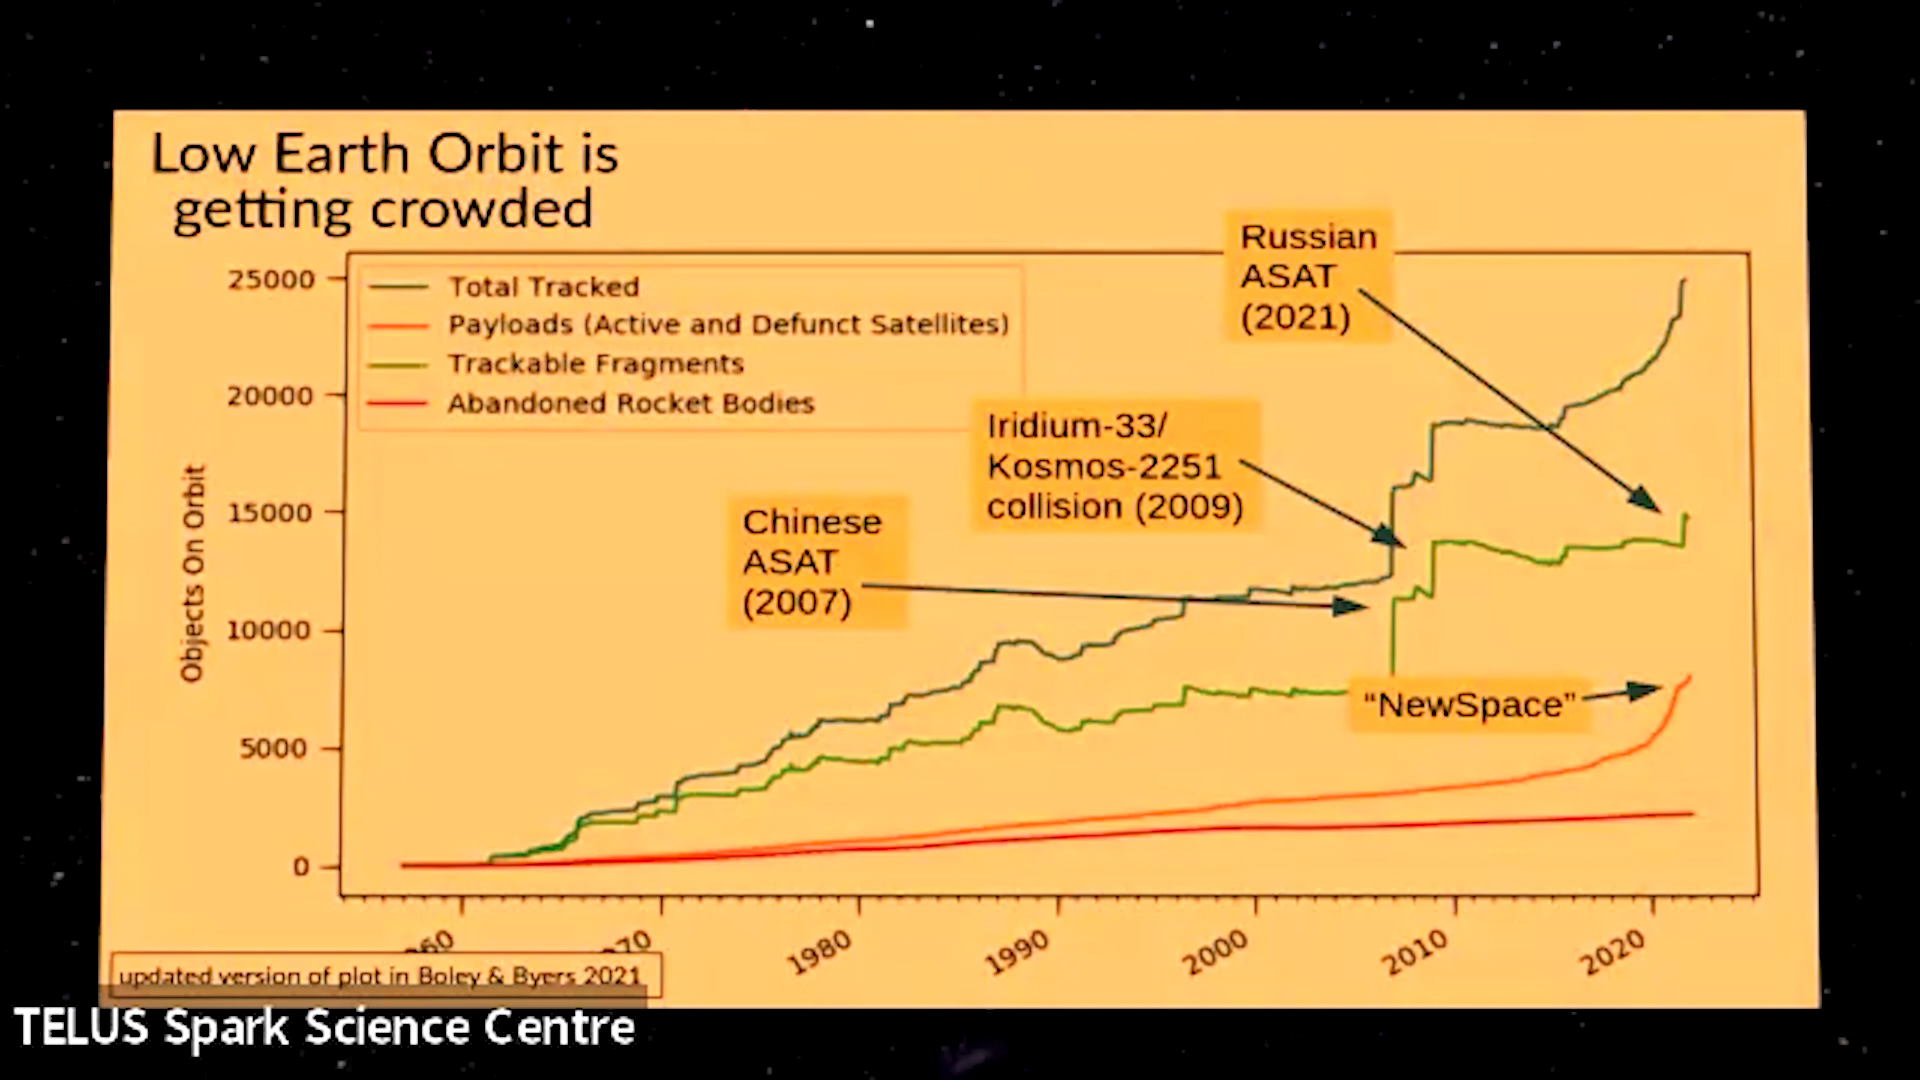 Low Earth Orbit is
getting crowded
Russian
ASAT
(2021)
25000
Total Tracked
Payloads (Active and Defunct Satellites)
Trackable Fragments
Abandoned Rocket Bodies
20000
Iridium-33/
Kosmos-2251
collision (2009)
15000
Chinese
ASAT
(2007)
Objects On Orbit
10000
"NewSpace"
5000
0
1980
1990
2000
2010
2020
updated version of plot in Boley & Byers 2021
TELUS Spark Science Centre